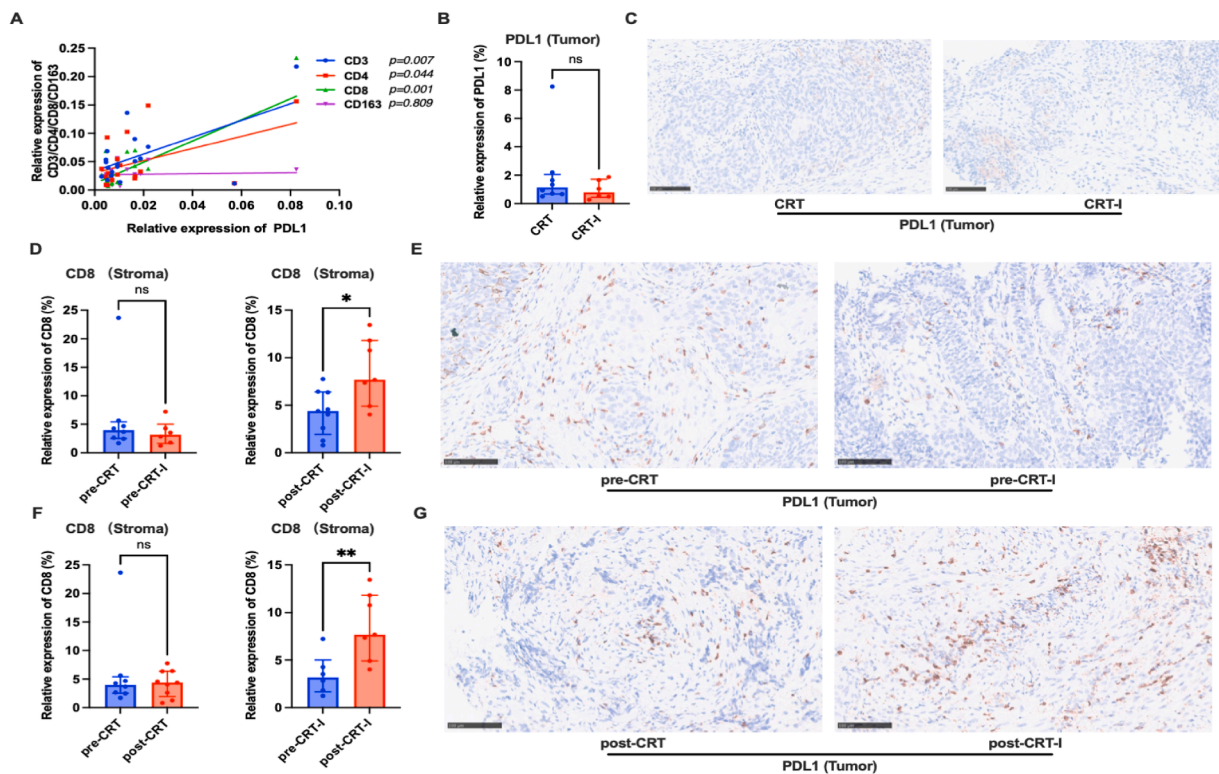 A
Relative expression of
CD3/CD4/CD8/CD163
0.25
0.20
0.15
0.10
0.05
0.00
0.00 0.02 0.04 0.06 0.08 0.10
Relative expression of PDL1
CD3 p=0.007
CD4 p=0.044
CD8 p=0.001
CD163 p=0.809
B
PDL1 (Tumor)
Relative expression of PDL1 (%)
10
8
6
4
2
0
ns
CRT CRT-I
C
CRT CRT-I
PDL1 (Tumor)
D
CD8 (Stroma)
Relative expression of CD8 (%)
25
20
15
10
5
0
ns
pre-CRT pre-CRT-I
CD8 (Stroma)
Relative expression of CD8 (%)
15
10
5
0
*
post-CRT post-CRT-I
E
pre-CRT pre-CRT-I
PDL1 (Tumor)
F
CD8 (Stroma)
Relative expression of CD8 (%)
25
20
15
10
5
0
ns
pre-CRT post-CRT
CD8 (Stroma)
Relative expression of CD8 (%)
15
10
5
0
**
pre-CRT-I post-CRT-I
G
post-CRT post-CRT-I
PDL1 (Tumor)